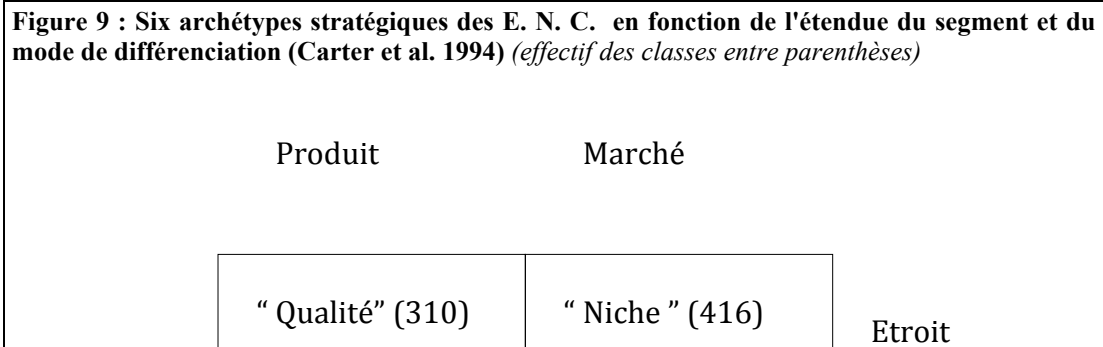 Figure 9 : Six archétypes stratégiques des E. N. C. en fonction de l'étendue du segment et du
mode de différenciation (Carter et al. 1994) (effectif des classes entre parenthèses)
Produit Marché
“ Qualité” (310) “ Niche ” (416)
Etroit